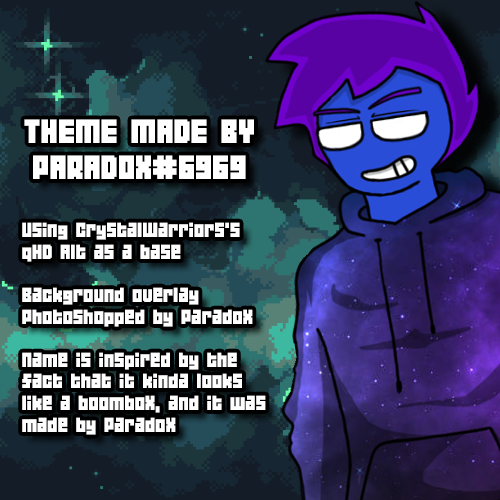 THEME MADE BY
PARADOX#6969
Using CrystalWarriors's
qHD Alt as a base
Background overlay
Photoshopped by Paradox
Name is inspired by the
fact that it kinda looks
like a boombox, and it was
made by Paradox